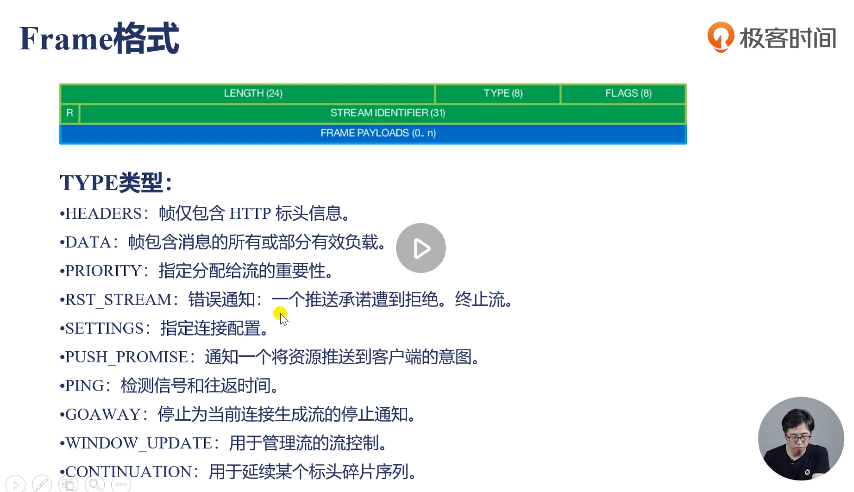 Frame格式
极客时间
LENGTH (24) TYPE (8) FLAGS (8)
R STREAM IDENTIFIER (31)
FRAME PAYLOADS (0.. n)
TYPE类型：
•HEADERS：帧仅包含 HTTP 标头信息。
•DATA：帧包含消息的所有或部分有效负载。
•PRIORITY：指定分配给流的重要性。
•RST_STREAM：错误通知：一个推送承诺遭到拒绝。终止流。
•SETTINGS：指定连接配置。
•PUSH_PROMISE：通知一个将资源推送到客户端的意图。
•PING：检测信号和往返时间。
•GOAWAY：停止为当前连接生成流的停止通知。
•WINDOW_UPDATE：用于管理流的流控制。
•CONTINUATION：用于延续某个标头碎片序列。